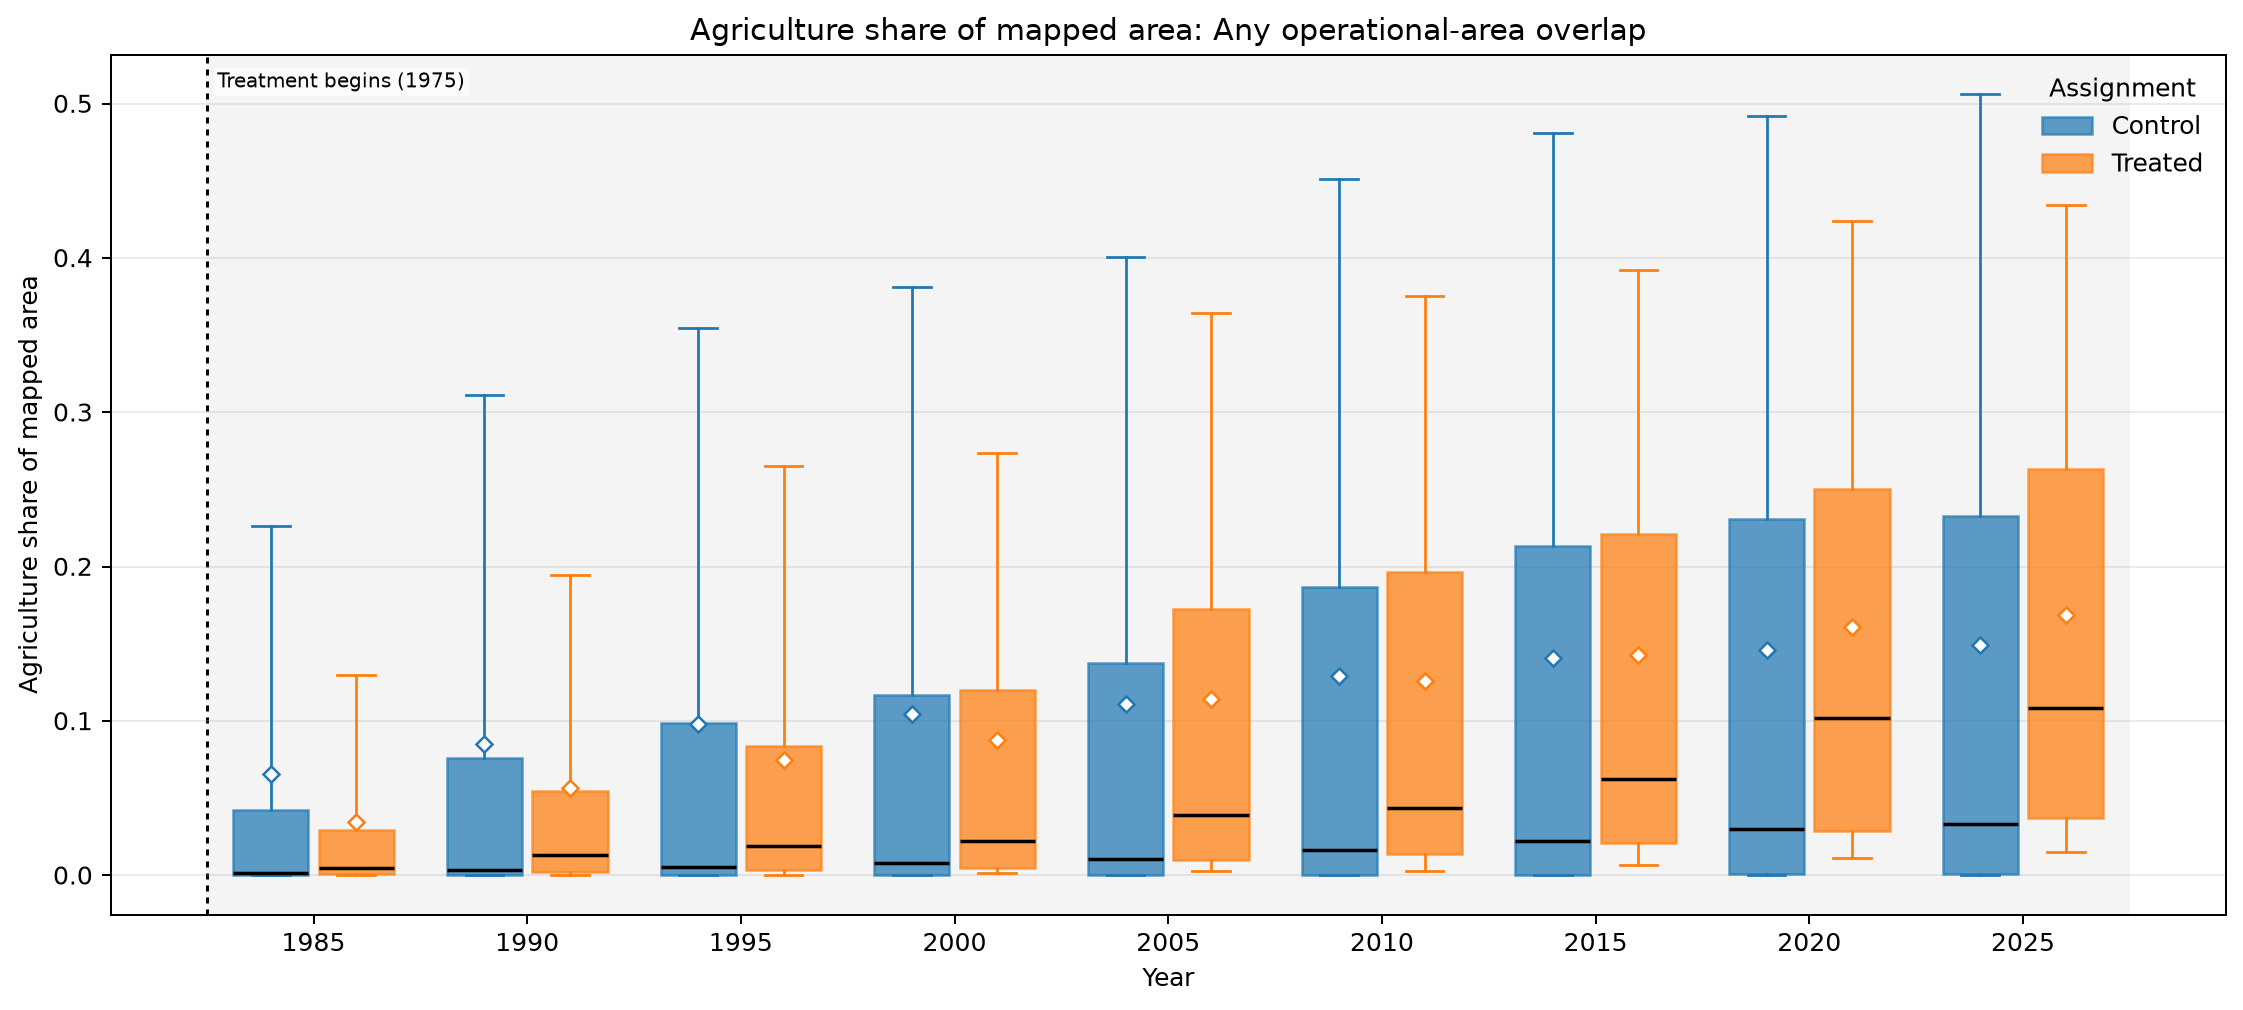 Agriculture share of mapped area: Any operational-area overlap
Treatment begins (1975)
Assignment
Control
Treated
Agriculture share of mapped area
0.5
0.4
0.3
0.2
0.1
0.0
1985 1990 1995 2000 2005 2010 2015 2020 2025
Year